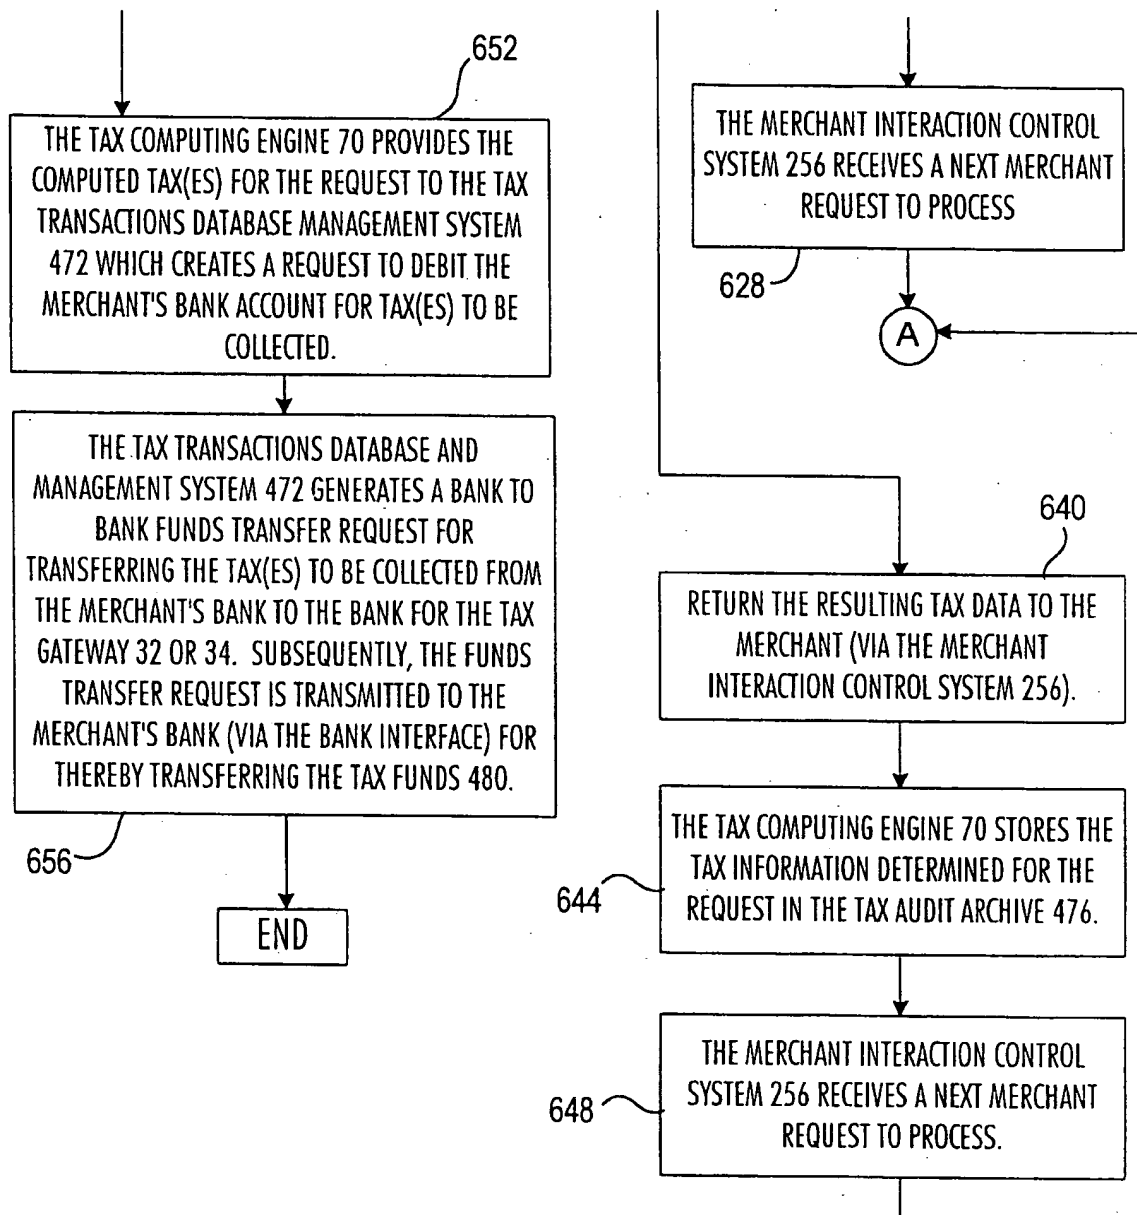 652
THE TAX COMPUTING ENGINE 70 PROVIDES THE
COMPUTED TAX(ES) FOR THE REQUEST TO THE TAX
TRANSACTIONS DATABASE MANAGEMENT SYSTEM
472 WHICH CREATES A REQUEST TO DEBIT THE
MERCHANT'S BANK ACCOUNT FOR TAX(ES) TO BE
COLLECTED.
THE TAX TRANSACTIONS DATABASE AND
MANAGEMENT SYSTEM 472 GENERATES A BANK TO
BANK FUNDS TRANSFER REQUEST FOR
TRANSFERRING THE TAX(ES) TO BE COLLECTED FROM
THE MERCHANT'S BANK TO THE BANK FOR THE TAX
GATEWAY 32 OR 34. SUBSEQUENTLY, THE FUNDS
TRANSFER REQUEST IS TRANSMITTED TO THE
MERCHANT'S BANK (VIA THE BANK INTERFACE) FOR
THEREBY TRANSFERRING THE TAX FUNDS 480.
656
END
THE MERCHANT INTERACTION CONTROL
SYSTEM 256 RECEIVES A NEXT MERCHANT
REQUEST TO PROCESS
628
A
640
RETURN THE RESULTING TAX DATA TO THE
MERCHANT (VIA THE MERCHANT
INTERACTION CONTROL SYSTEM 256).
THE TAX COMPUTING ENGINE 70 STORES THE
TAX INFORMATION DETERMINED FOR THE
REQUEST IN THE TAX AUDIT ARCHIVE 476.
644
THE MERCHANT INTERACTION CONTROL
SYSTEM 256 RECEIVES A NEXT MERCHANT
REQUEST TO PROCESS.
648